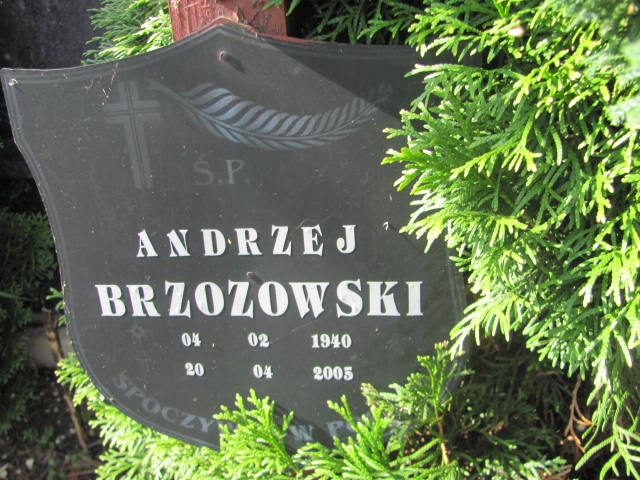 Ś.P.
ANDRZEJ
BRZOZOWSKI
04 02 1940
20 04 2005
W